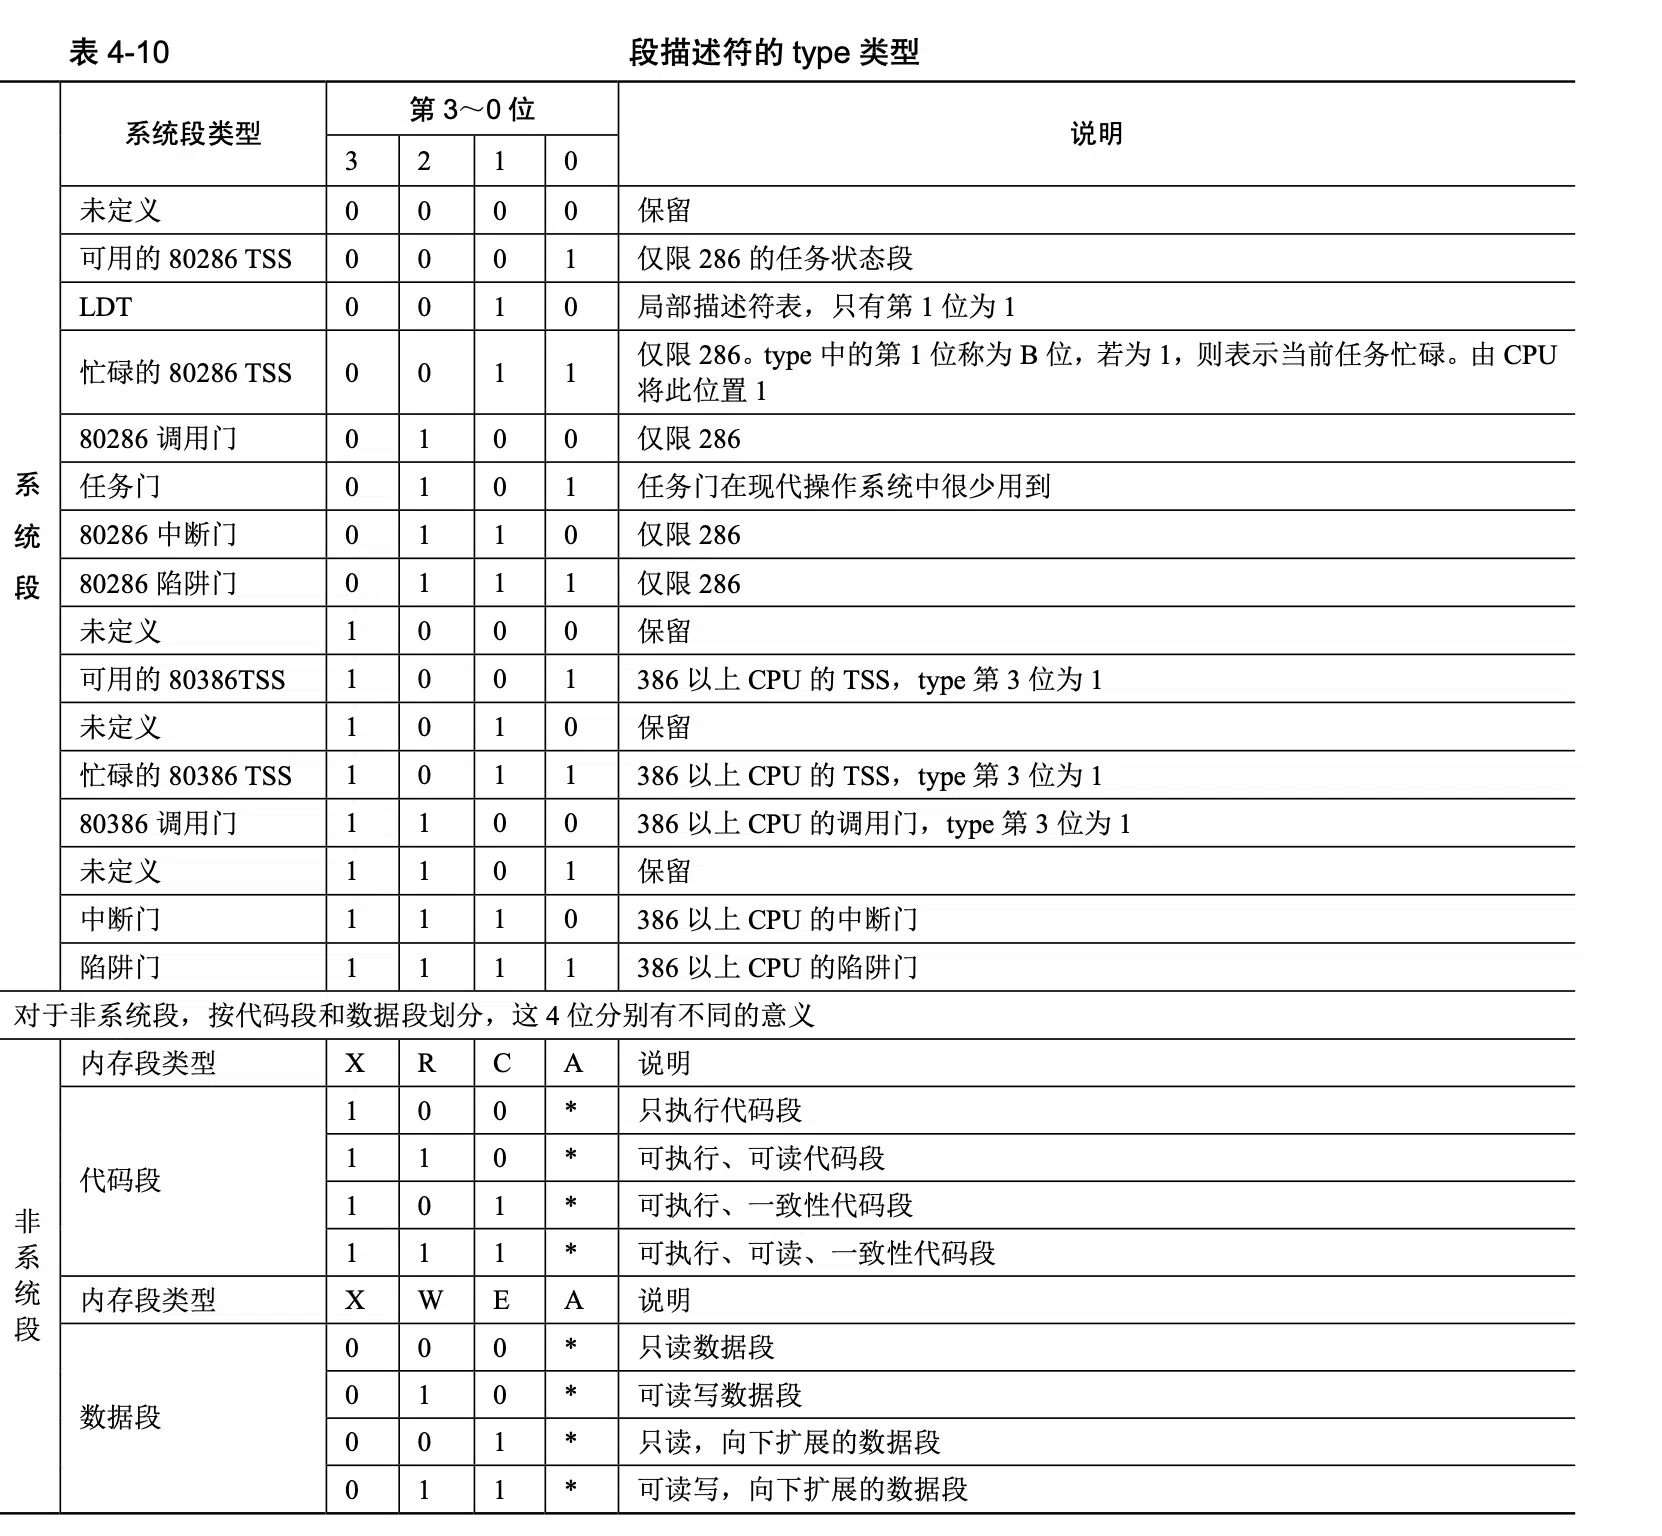 表 4-10 段描述符的 type 类型
系统段类型 第 3～0 位 说明
3 2 1 0
系统段
未定义 0 0 0 0 保留
可用的 80286 TSS 0 0 0 1 仅限 286 的任务状态段
LDT 0 0 1 0 局部描述符表，只有第 1 位为 1
忙碌的 80286 TSS 0 0 1 1 仅限 286。type 中的第 1 位称为 B 位，若为 1，则表示当前任务忙碌。由 CPU
将此位置 1
80286 调用门 0 1 0 0 仅限 286
任务门 0 1 0 1 任务门在现代操作系统中很少用到
80286 中断门 0 1 1 0 仅限 286
80286 陷阱门 0 1 1 1 仅限 286
未定义 1 0 0 0 保留
可用的 80386TSS 1 0 0 1 386 以上 CPU 的 TSS，type 第 3 位为 1
未定义 1 0 1 0 保留
忙碌的 80386 TSS 1 0 1 1 386 以上 CPU 的 TSS，type 第 3 位为 1
80386 调用门 1 1 0 0 386 以上 CPU 的调用门，type 第 3 位为 1
未定义 1 1 0 1 保留
中断门 1 1 1 0 386 以上 CPU 的中断门
陷阱门 1 1 1 1 386 以上 CPU 的陷阱门
对于非系统段，按代码段和数据段划分，这 4 位分别有不同的意义
非系统段
内存段类型 X R C A 说明
代码段
1 0 0 * 只执行代码段
1 1 0 * 可执行、可读代码段
1 0 1 * 可执行、一致性代码段
1 1 1 * 可执行、可读、一致性代码段
内存段类型 X W E A 说明
数据段
0 0 0 * 只读数据段
0 1 0 * 可读写数据段
0 0 1 * 只读，向下扩展的数据段
0 1 1 * 可读写，向下扩展的数据段